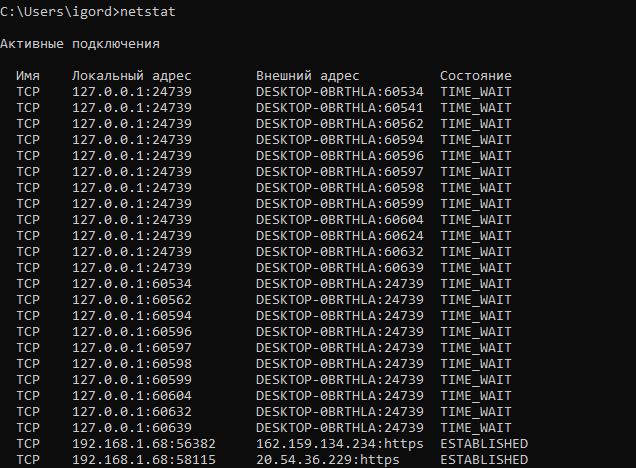 C:\Users\igord>netstat
Активные подключения
Имя Локальный адрес Внешний адрес Состояние
TCP 127.0.0.1:24739 DESKTOP-0BRTHLA:60534 TIME_WAIT
TCP 127.0.0.1:24739 DESKTOP-0BRTHLA:60541 TIME_WAIT
TCP 127.0.0.1:24739 DESKTOP-0BRTHLA:60562 TIME_WAIT
TCP 127.0.0.1:24739 DESKTOP-0BRTHLA:60594 TIME_WAIT
TCP 127.0.0.1:24739 DESKTOP-0BRTHLA:60596 TIME_WAIT
TCP 127.0.0.1:24739 DESKTOP-0BRTHLA:60597 TIME_WAIT
TCP 127.0.0.1:24739 DESKTOP-0BRTHLA:60598 TIME_WAIT
TCP 127.0.0.1:24739 DESKTOP-0BRTHLA:60599 TIME_WAIT
TCP 127.0.0.1:24739 DESKTOP-0BRTHLA:60604 TIME_WAIT
TCP 127.0.0.1:24739 DESKTOP-0BRTHLA:60624 TIME_WAIT
TCP 127.0.0.1:24739 DESKTOP-0BRTHLA:60632 TIME_WAIT
TCP 127.0.0.1:24739 DESKTOP-0BRTHLA:60639 TIME_WAIT
TCP 127.0.0.1:60534 DESKTOP-0BRTHLA:24739 TIME_WAIT
TCP 127.0.0.1:60562 DESKTOP-0BRTHLA:24739 TIME_WAIT
TCP 127.0.0.1:60594 DESKTOP-0BRTHLA:24739 TIME_WAIT
TCP 127.0.0.1:60596 DESKTOP-0BRTHLA:24739 TIME_WAIT
TCP 127.0.0.1:60597 DESKTOP-0BRTHLA:24739 TIME_WAIT
TCP 127.0.0.1:60598 DESKTOP-0BRTHLA:24739 TIME_WAIT
TCP 127.0.0.1:60599 DESKTOP-0BRTHLA:24739 TIME_WAIT
TCP 127.0.0.1:60604 DESKTOP-0BRTHLA:24739 TIME_WAIT
TCP 127.0.0.1:60632 DESKTOP-0BRTHLA:24739 TIME_WAIT
TCP 127.0.0.1:60639 DESKTOP-0BRTHLA:24739 TIME_WAIT
TCP 192.168.1.68:56382 162.159.134.234:https ESTABLISHED
TCP 192.168.1.68:58115 20.54.36.229:https ESTABLISHED